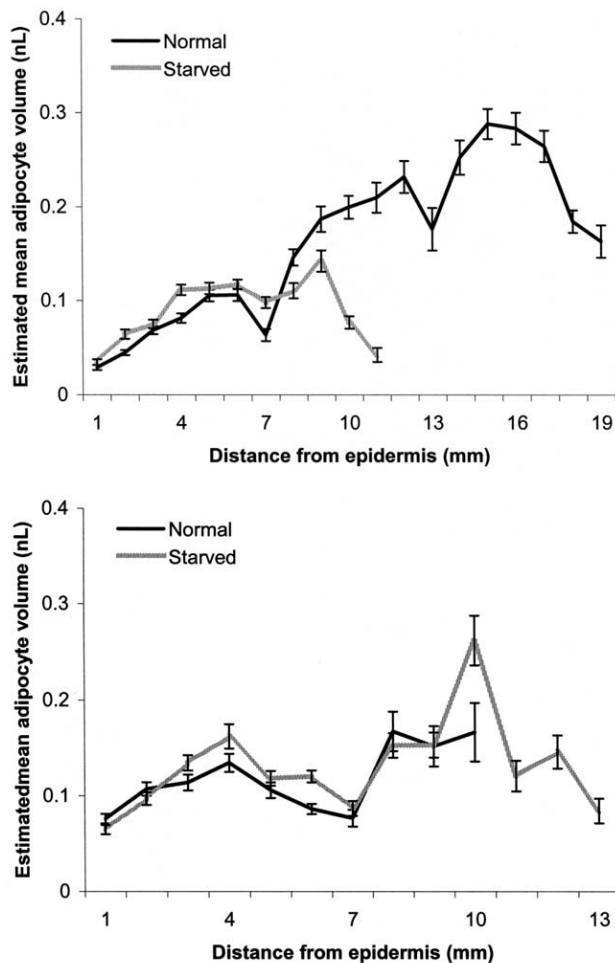 Estimated mean adipocyte volume (nL)
0.4
0.3
0.2
0.1
0
Normal
Starved
1 4 7 10 13 16 19
Distance from epidermis (mm)
Estimatedmean adipocyte volume (nL)
0.4
0.3
0.2
0.1
0
Normal
Starved
1 4 7 10 13
Distance from epidermis (mm)